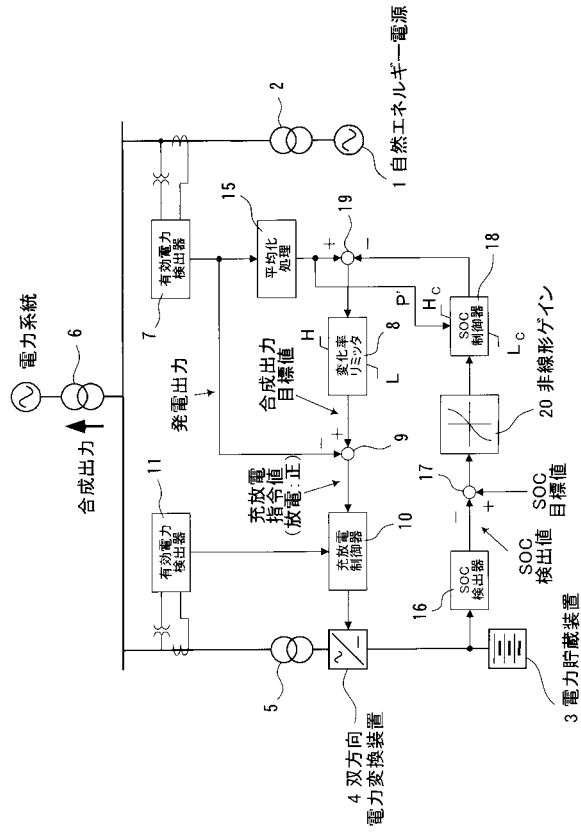 電力系統
6
合成出力
11
有効電力
検出器
有効電力
検出器
7
発電出力
15
平均化
処理
2
1 自然エネルギー電源
+
19
−
P'
H
変化率
リミッタ
8
L
合成出力
目標値
−
+
9
充放電
指令値
(放電:正)
充放電
制御器
10
5
4 双方向
電力変換装置
HC
SOC
制御器
18
LC
20 非線形ゲイン
17
−
+
SOC
目標値
SOC
検出値
SOC
検出器
16
3 電力貯蔵装置